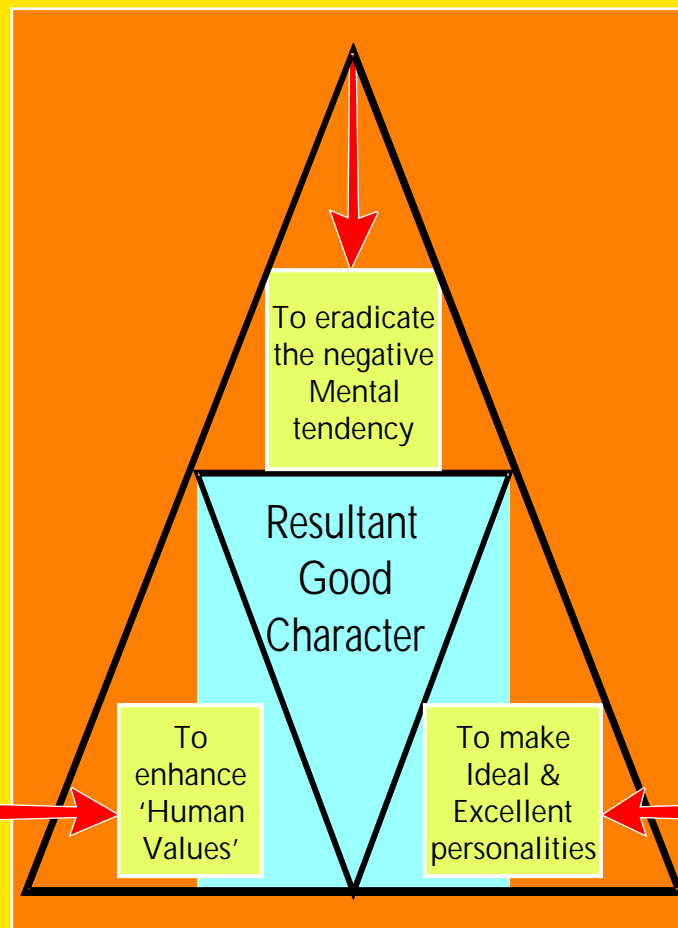 To eradicate
the negative
Mental
tendency
Resultant
Good
Character
To
enhance
‘Human
Values’
To make
Ideal &
Excellent
personalities